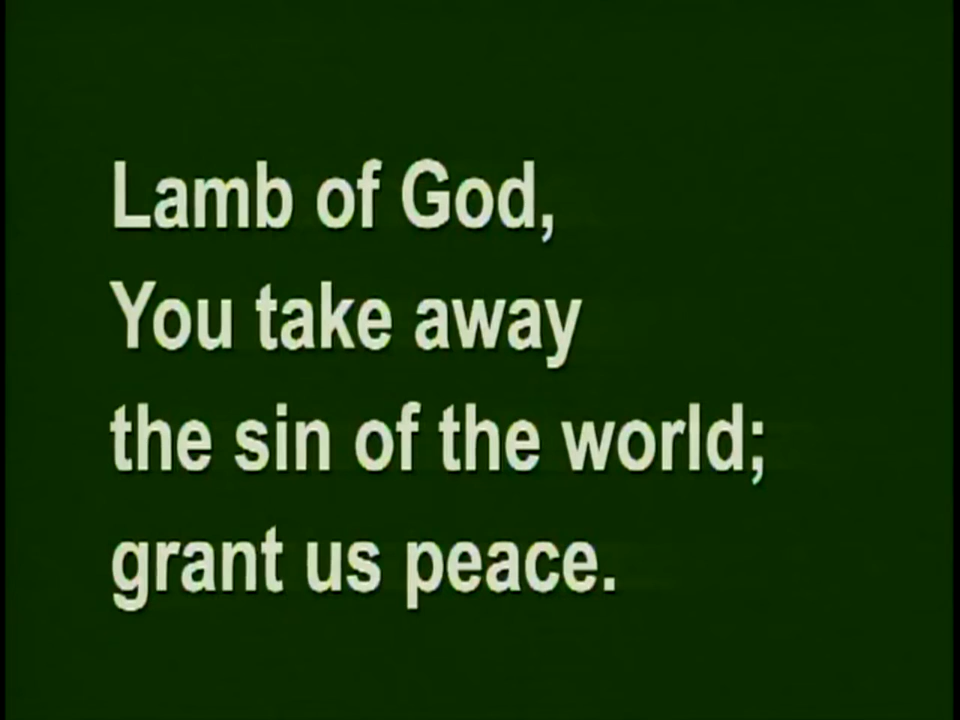 Lamb of God,
You take away
the sin of the world;
grant us peace.